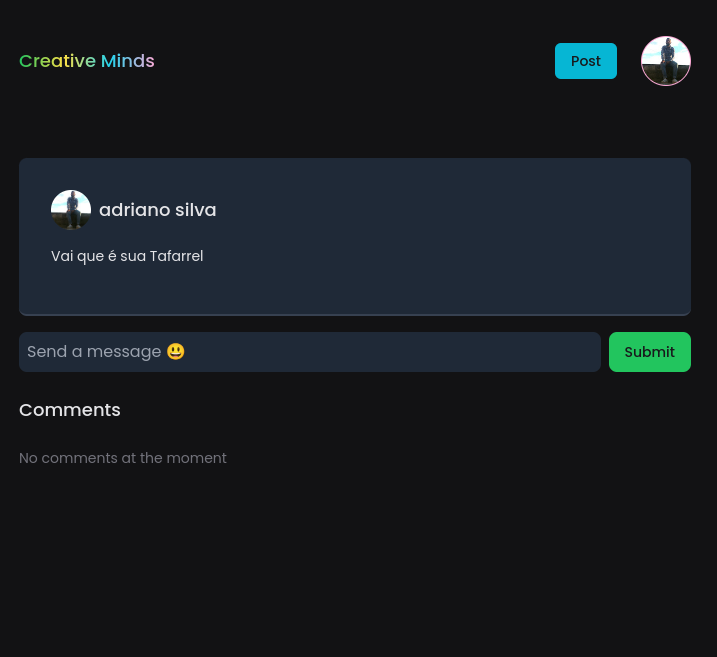 Creative Minds
Post
adriano silva
Vai que é sua Tafarrel
Send a message 😃
Submit
Comments
No comments at the moment